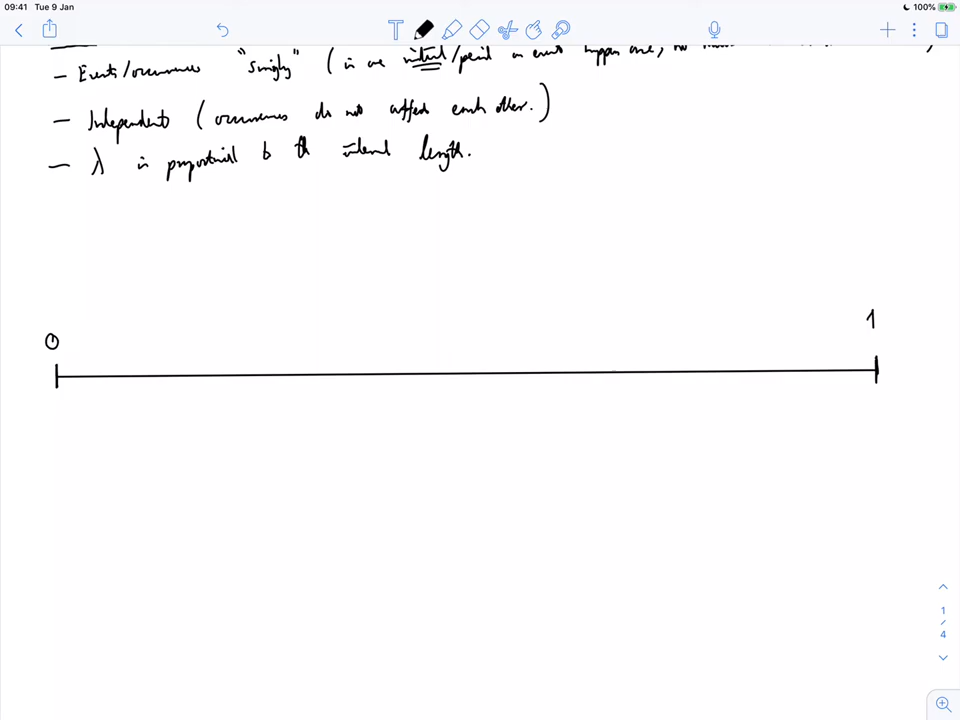 09:41 Tue 9 Jan 100%
T
— Events/occurrences "singly" (in one interval/period an event happens once,
— Independent (occurrences do not affect each other.)
— λ is proportional to the interval length.
0 1
1
/
4